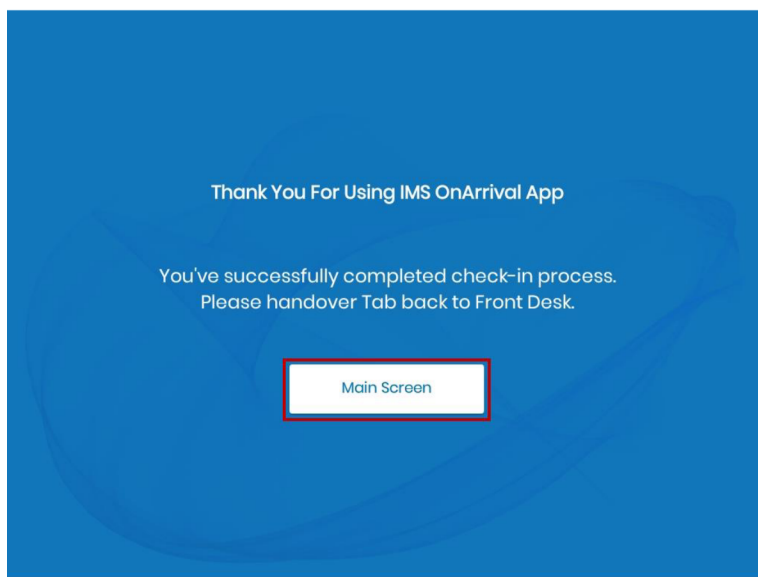 Thank You For Using IMS OnArrival App
You've successfully completed check-in process.
Please handover Tab back to Front Desk.
Main Screen